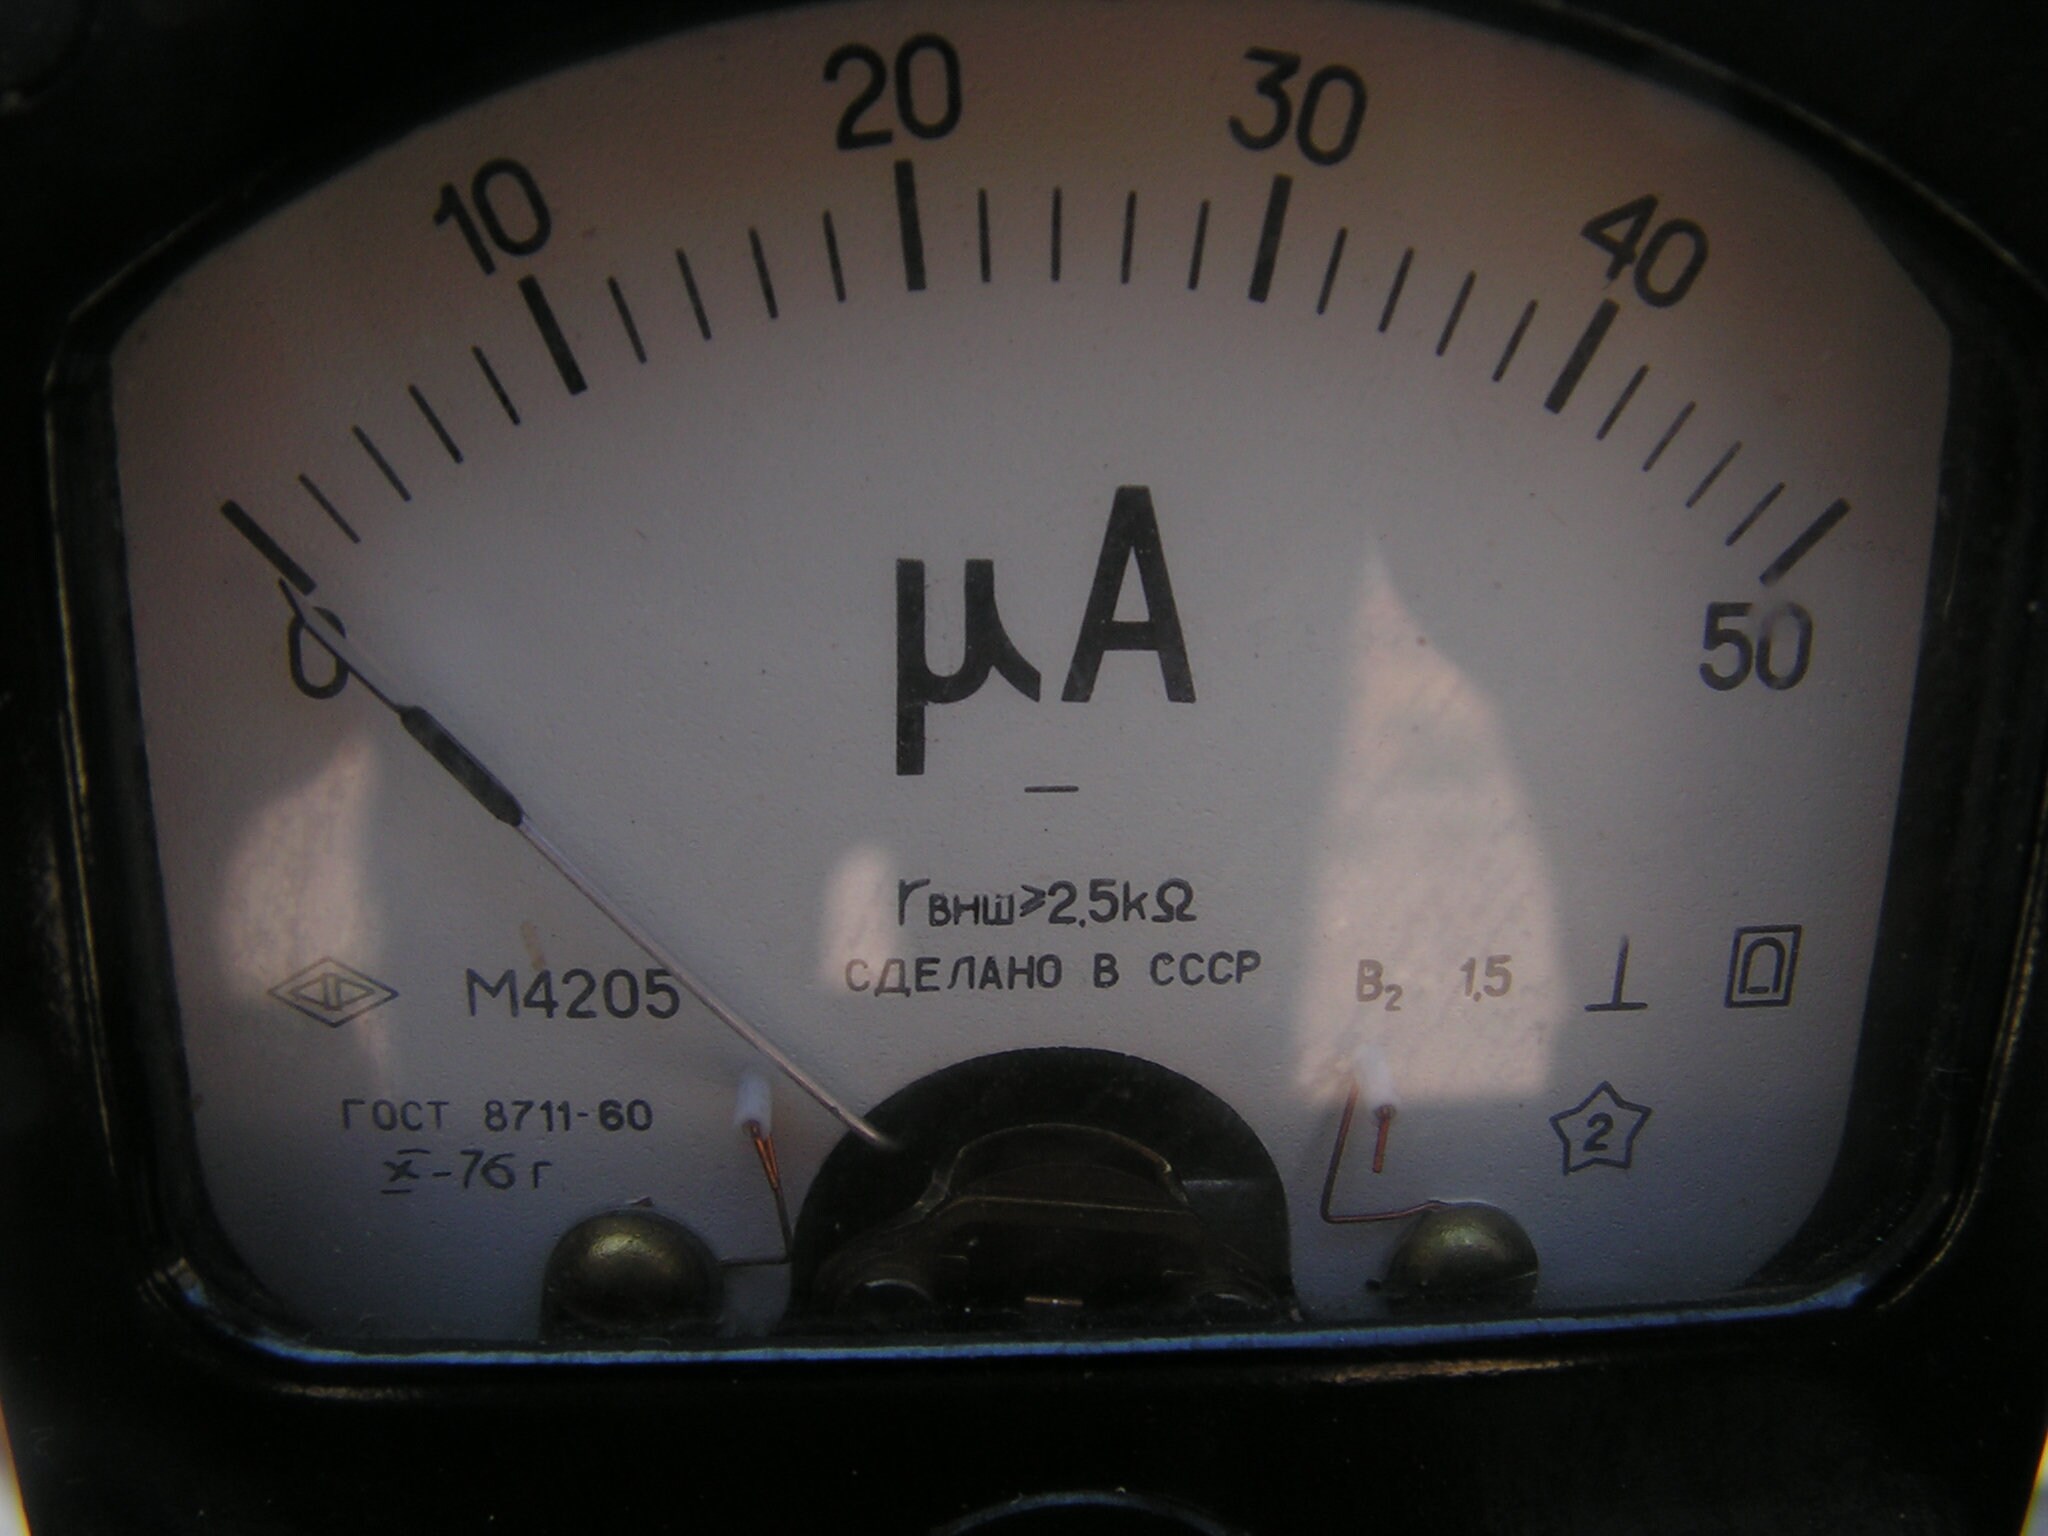 0 10 20 30 40 50
µA
rвнш≥2,5kΩ
М4205 СДЕЛАНО В СССР В₂ 1,5
ГОСТ 8711-60
X-76 г.
2